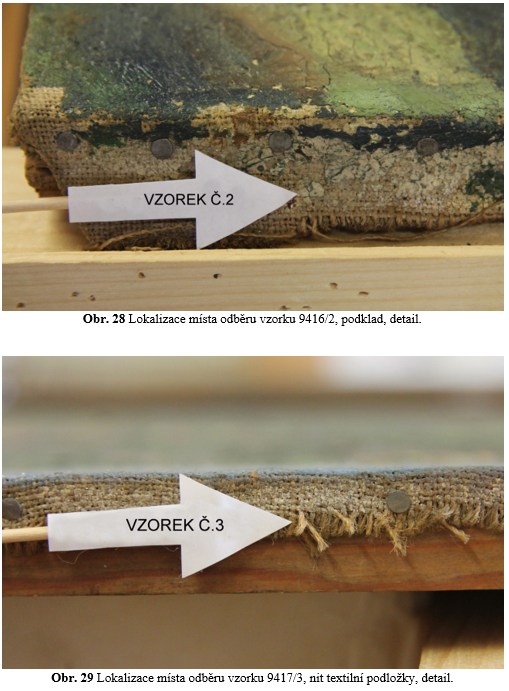 VZOREK Č.2
Obr. 28 Lokalizace místa odběru vzorku 9416/2, podklad, detail.
VZOREK Č.3
Obr. 29 Lokalizace místa odběru vzorku 9417/3, nit textilní podložky, detail.